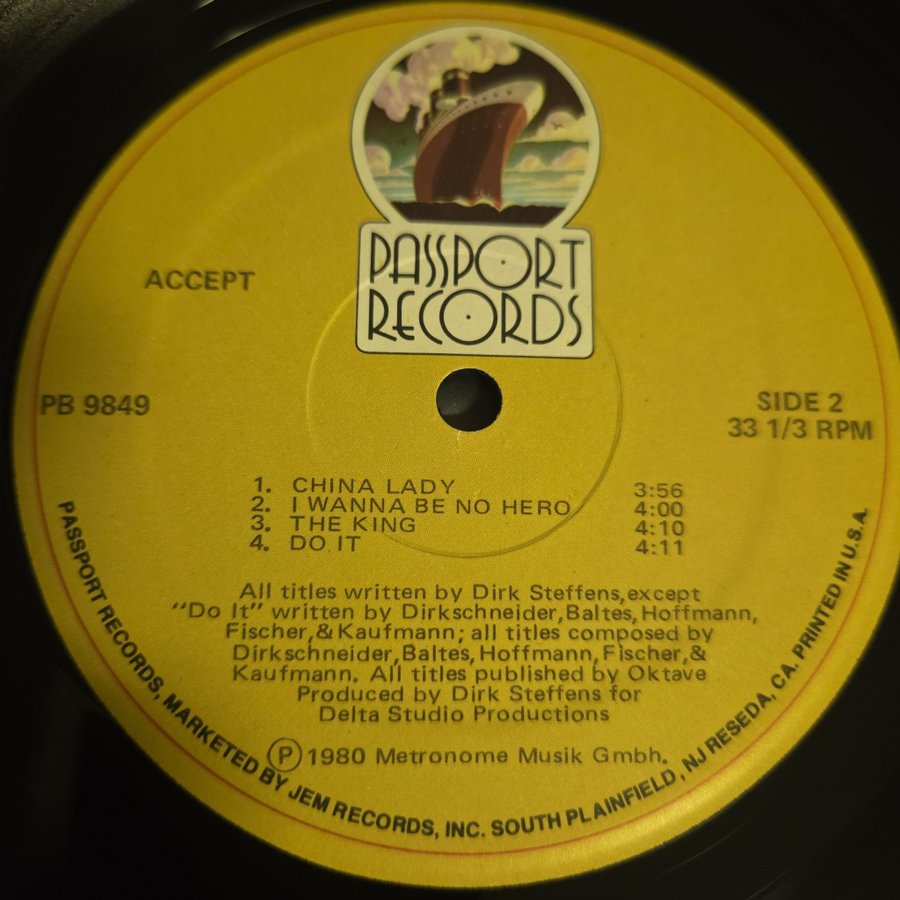 PASSPORT
RECORDS
ACCEPT
PB 9849
SIDE 2
33 1/3 RPM
1. CHINA LADY 3:56
2. I WANNA BE NO HERO 4:00
3. THE KING 4:10
4. DO IT 4:11
All titles written by Dirk Steffens,except
"Do It" written by Dirkschneider,Baltes,Hoffmann,
Fischer,&Kaufmann; all titles composed by
Dirkschneider,Baltes,Hoffmann,Fischer,&
Kaufmann. All titles published by Oktave
Produced by Dirk Steffens for
Delta Studio Productions
Ⓟ1980 Metronome Musik Gmbh.
PASSPORT RECORDS, MARKETED BY JEM RECORDS, INC. SOUTH PLAINFIELD, NJ RESEDA, CA. PRINTED IN U.S.A.